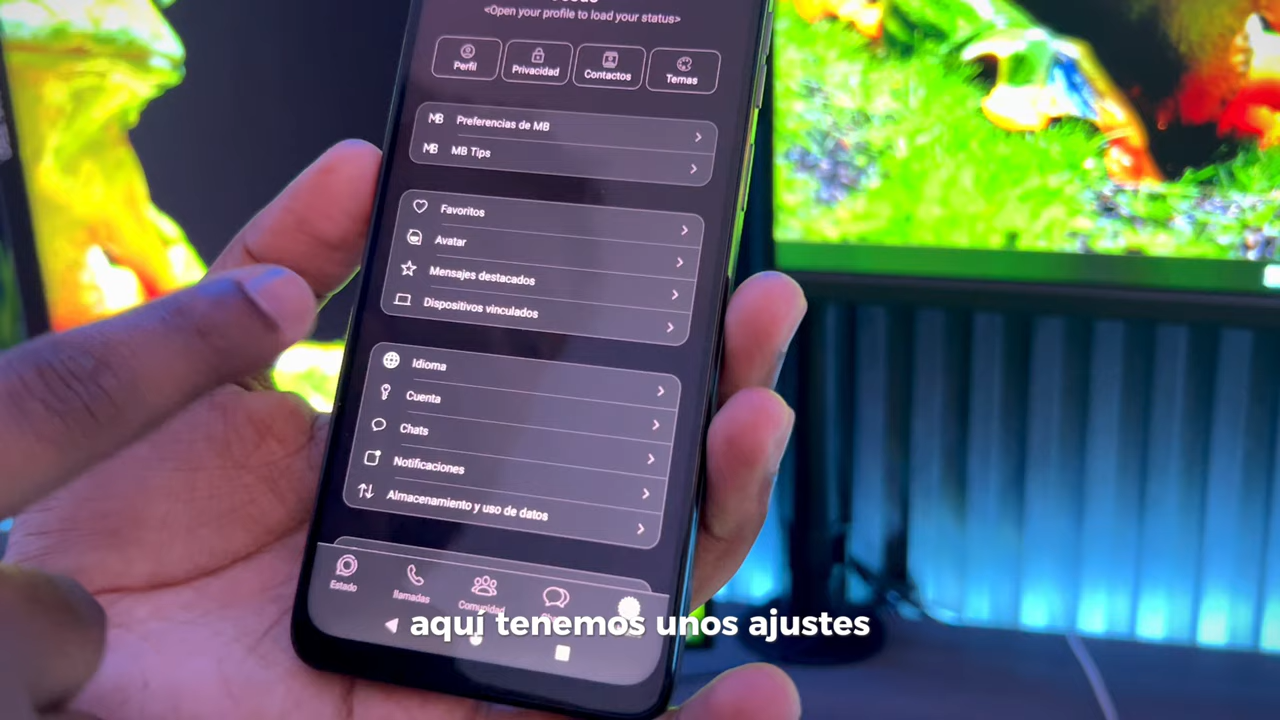 <Open your profile to load your status>
Perfil
Privacidad
Contactos
Temas
MB Preferencias de MB
MB MB Tips
Favoritos
Avatar
Mensajes destacados
Dispositivos vinculados
Idioma
Cuenta
Chats
Notificaciones
Almacenamiento y uso de datos
Estado
llamadas
Comunidad
aquí tenemos unos ajustes